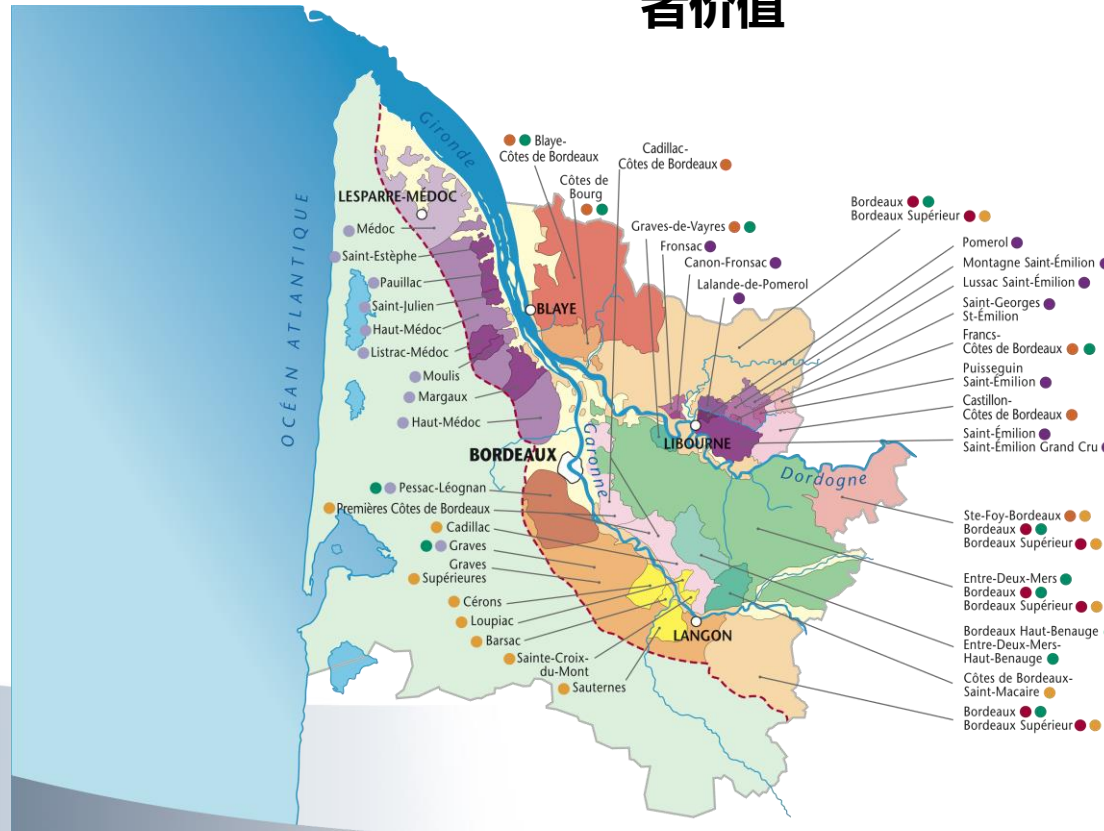 者价值
Gironde
OCÉAN ATLANTIQUE
LESPARRE-MÉDOC
Médoc
Saint-Estèphe
Pauillac
Saint-Julien
Haut-Médoc
Listrac-Médoc
Moulis
Margaux
Haut-Médoc
BORDEAUX
Pessac-Léognan
Premières Côtes de Bordeaux
Cadillac
Graves
Graves
Supérieures
Cérons
Loupiac
Barsac
Sainte-Croix-
du-Mont
Sauternes
Blaye-
Côtes de Bordeaux
Côtes de
Bourg
Cadillac-
Côtes de Bordeaux
Graves-de-Vayres
Fronsac
Canon-Fronsac
Lalande-de-Pomerol
BLAYE
LIBOURNE
Garonne
Dordogne
LANGON
Bordeaux
Bordeaux Supérieur
Pomerol
Montagne Saint-Émilion
Lussac Saint-Émilion
Saint-Georges
St-Émilion
Francs-
Côtes de Bordeaux
Puisseguin
Saint-Émilion
Castillon-
Côtes de Bordeaux
Saint-Émilion
Saint-Émilion Grand Cru
Ste-Foy-Bordeaux
Bordeaux
Bordeaux Supérieur
Entre-Deux-Mers
Bordeaux
Bordeaux Supérieur
Bordeaux Haut-Benauge
Entre-Deux-Mers-
Haut-Benauge
Côtes de Bordeaux-
Saint-Macaire
Bordeaux
Bordeaux Supérieur